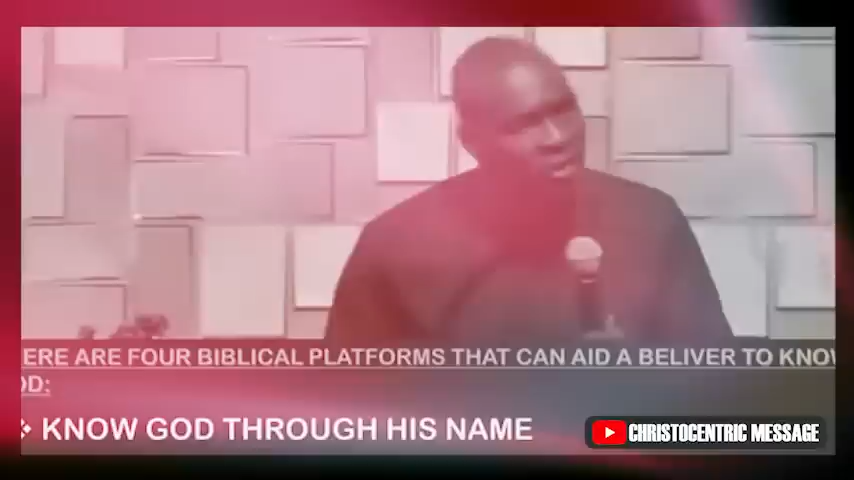 ERE ARE FOUR BIBLICAL PLATFORMS THAT CAN AID A BELIVER TO KNOW
OD:
KNOW GOD THROUGH HIS NAME
CHRISTOCENTRIC MESSAGE